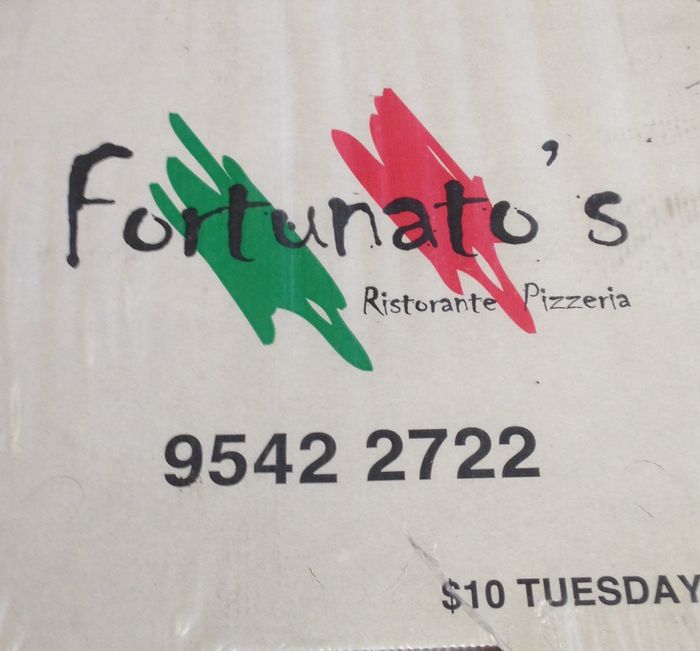 Fortunato's
Ristorante Pizzeria
9542 2722
$10 TUESDAY